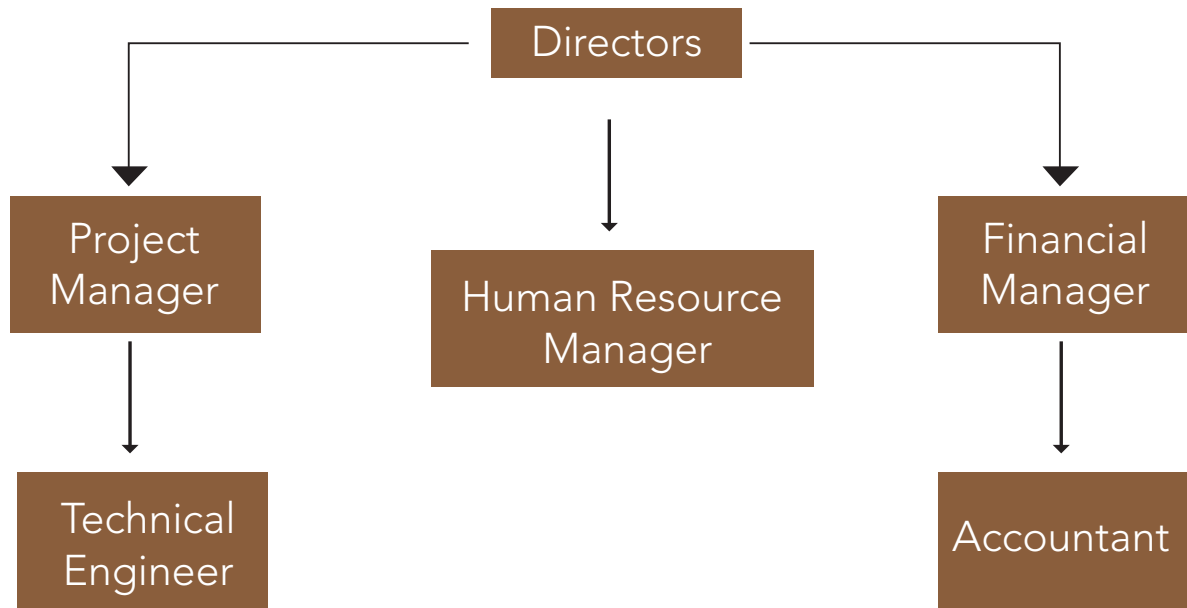 Directors
Project
Manager
Human Resource
Manager
Financial
Manager
Technical
Engineer
Accountant